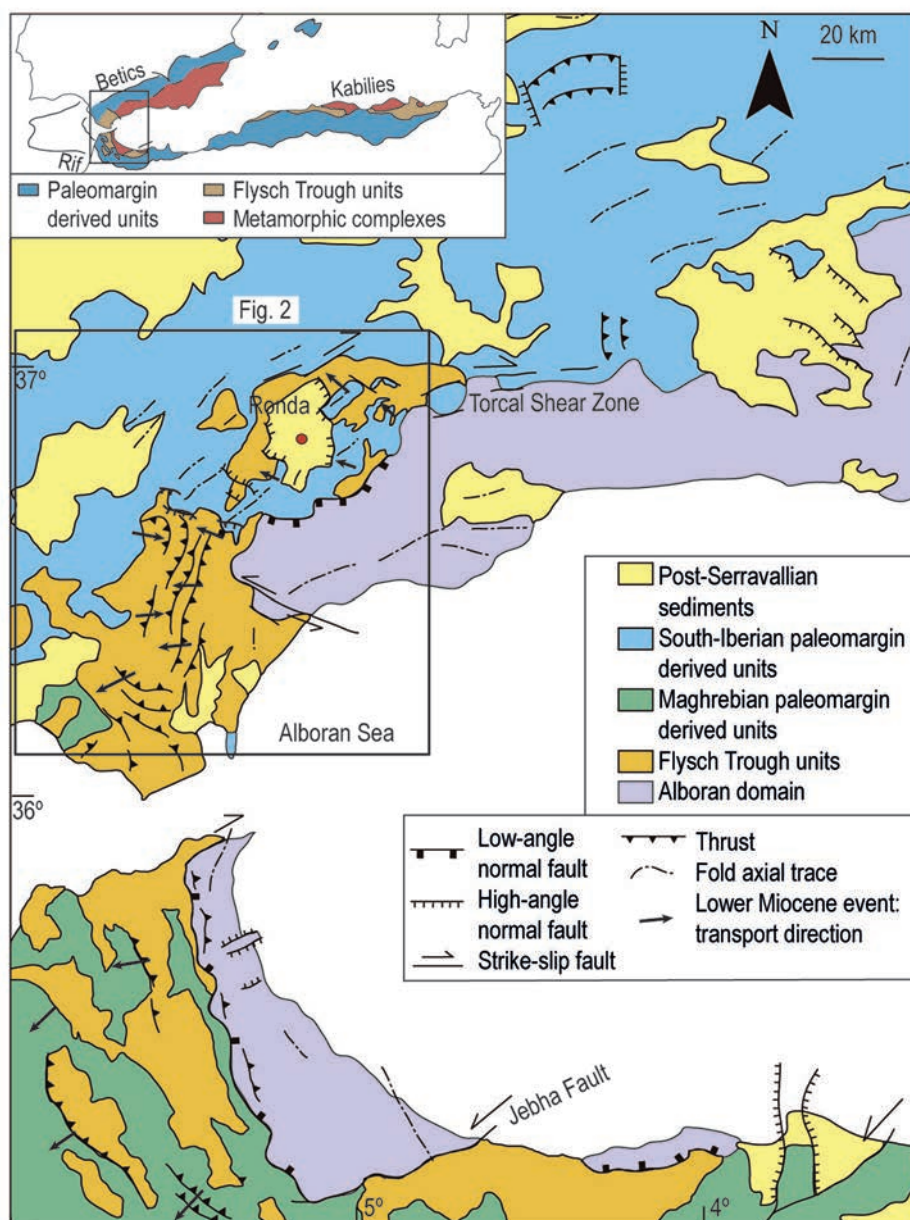 Betics
Kabilies
Rif
Paleomargin
derived units
Flysch Trough units
Metamorphic complexes
N
20 km
Fig. 2
37º
Ronda
Torcal Shear Zone
Alboran Sea
36º
Post-Serravallian
sediments
South-Iberian paleomargin
derived units
Maghrebian paleomargin
derived units
Flysch Trough units
Alboran domain
Low-angle
normal fault
High-angle
normal fault
Strike-slip fault
Thrust
Fold axial trace
Lower Miocene event:
transport direction
Jebha Fault
5º
4º